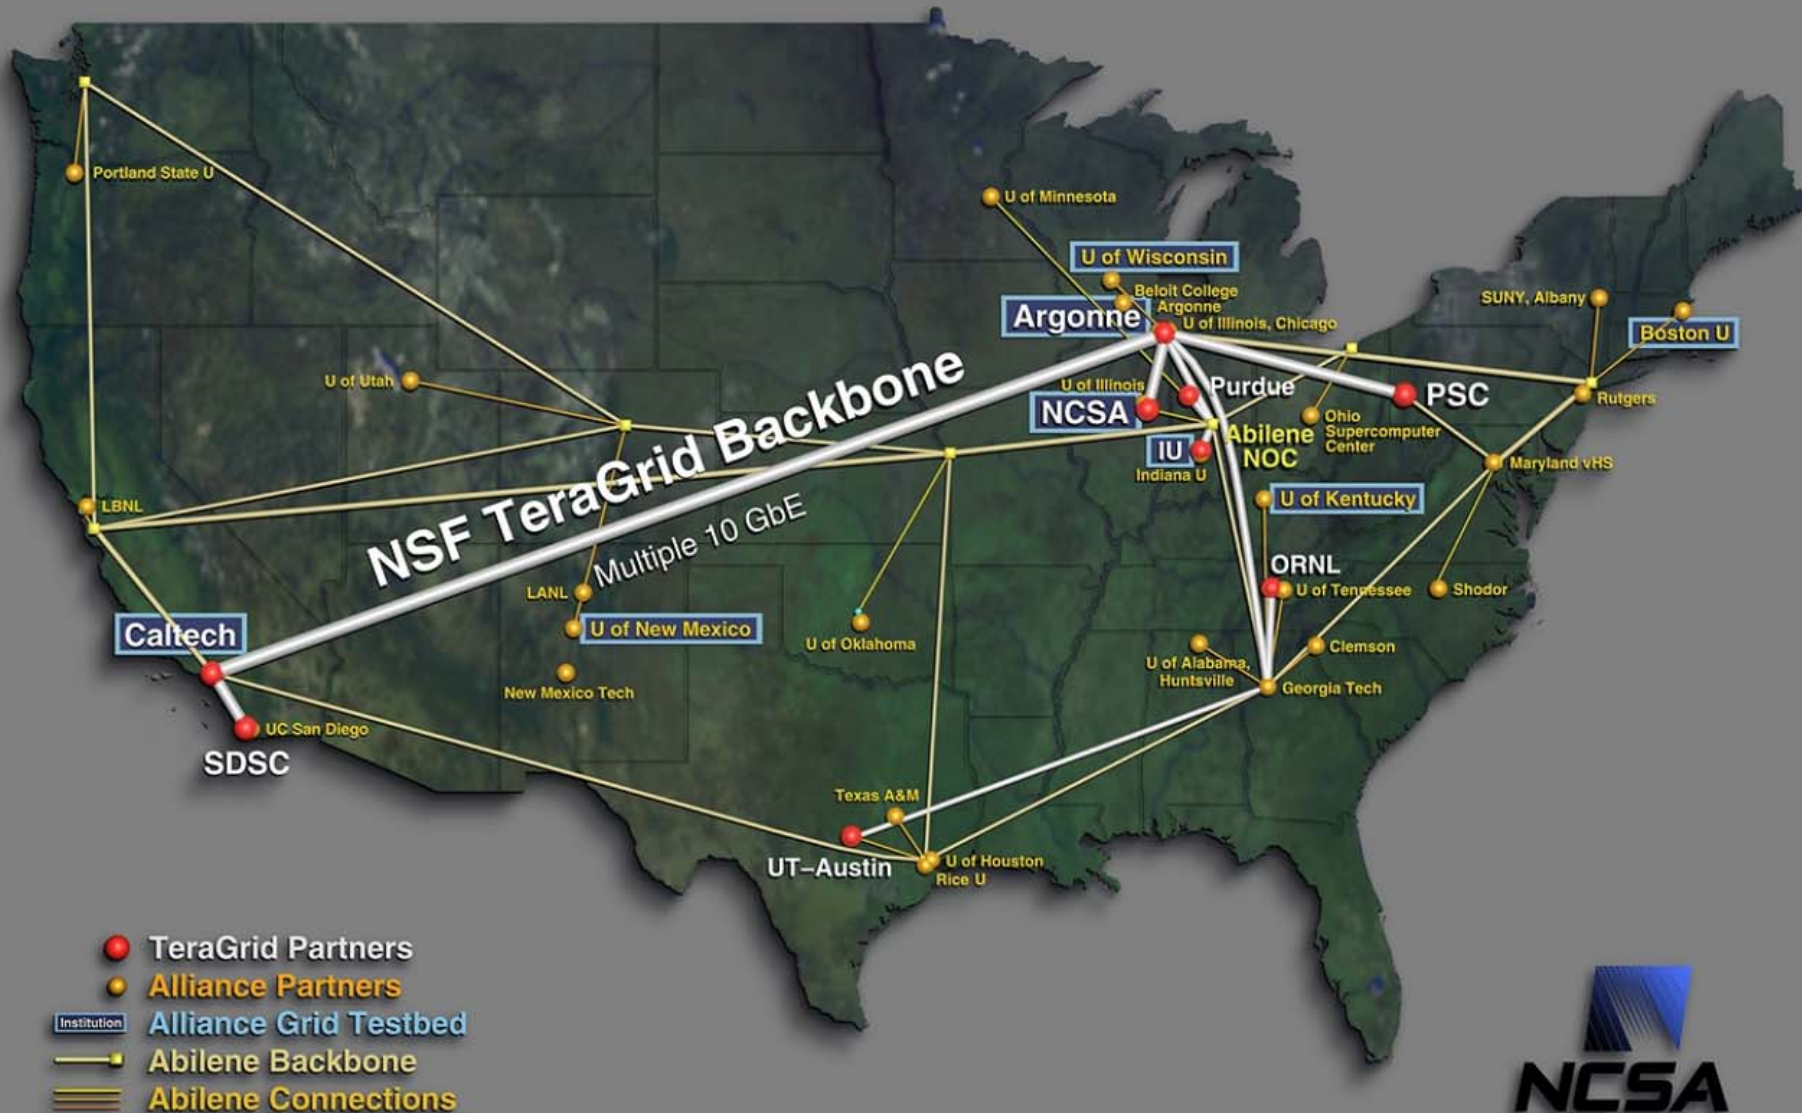 Portland State U
U of Minnesota
U of Wisconsin
Beloit College
Argonne
Argonne
U of Illinois, Chicago
SUNY, Albany
Boston U
U of Utah
NSF TeraGrid Backbone
Multiple 10 GbE
U of Illinois
NCSA
Purdue
PSC
Rutgers
Ohio
Supercomputer
Center
Abilene
NOC
IU
Indiana U
Maryland vHS
LBNL
U of Kentucky
ORNL
U of Tennessee
Shodor
LANL
U of New Mexico
Caltech
U of Oklahoma
Clemson
U of Alabama,
Huntsville
Georgia Tech
New Mexico Tech
UC San Diego
SDSC
Texas A&M
UT-Austin
U of Houston
Rice U
TeraGrid Partners
Alliance Partners
Institution
Alliance Grid Testbed
Abilene Backbone
Abilene Connections
NCSA